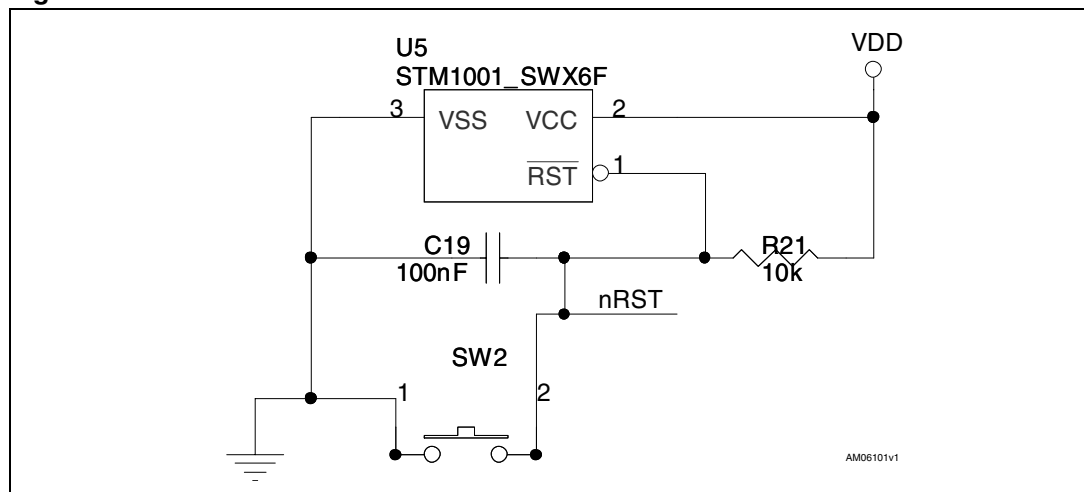 U5
STM1001_SWX6F
VDD
3
VSS
VCC
2
RST
1
C19
100nF
R21
10k
nRST
SW2
1
2
AM06101v1